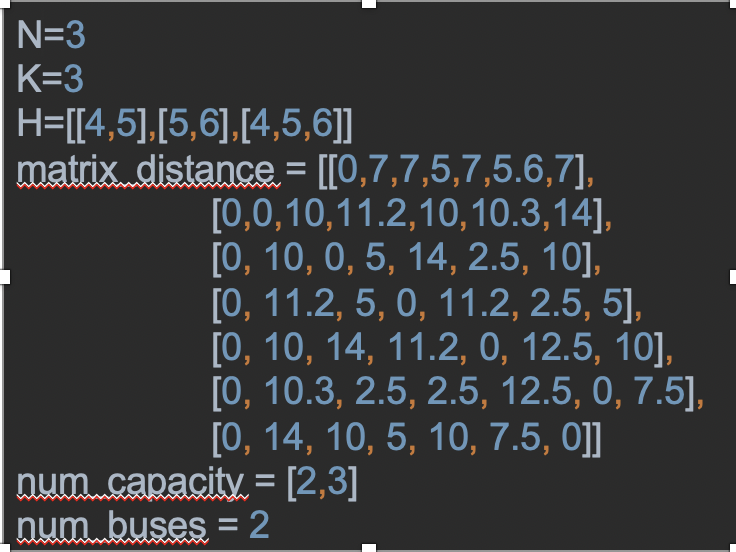 N=3
K=3
H=[[4,5],[5,6],[4,5,6]]
matrix_distance = [[0,7,7,5,7,5.6,7],
[0,0,10,11.2,10,10.3,14],
[0, 10, 0, 5, 14, 2.5, 10],
[0, 11.2, 5, 0, 11.2, 2.5, 5],
[0, 10, 14, 11.2, 0, 12.5, 10],
[0, 10.3, 2.5, 2.5, 12.5, 0, 7.5],
[0, 14, 10, 5, 10, 7.5, 0]]
num_capacity = [2,3]
num_buses = 2